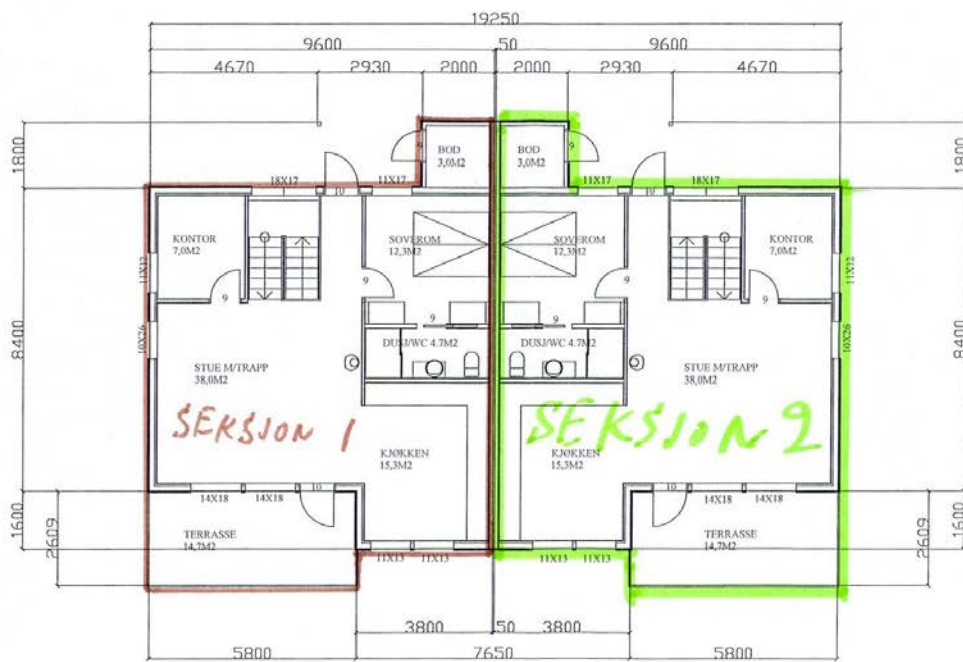 19250
9600 50 9600
4670 2930 2000 2000 2930 4670
1800 1800
9 BOD 3,0M2 BOD 3,0M2 9
18X17 10 11X17 11X17 10 18X17
KONTOR 7,0M2 SOVEROM 12,3M2 SOVEROM 12,3M2 KONTOR 7,0M2
11X12 11X12
9 9 9 9
8400 8400
10X26 10X26
9 9
DUSJ/WC 4.7M2 DUSJ/WC 4.7M2
STUE M/TRAPP 38,0M2 STUE M/TRAPP 38,0M2
SEKSJON 1 SEKSJON 2
KJØKKEN 15,3M2 KJØKKEN 15,3M2
14X18 14X18 10 10 14X18 14X18
1600 2609 2609 1600
TERRASSE 14,7M2 TERRASSE 14,7M2
11X13 11X13 11X13 11X13
3800 50 3800
5800 7650 5800